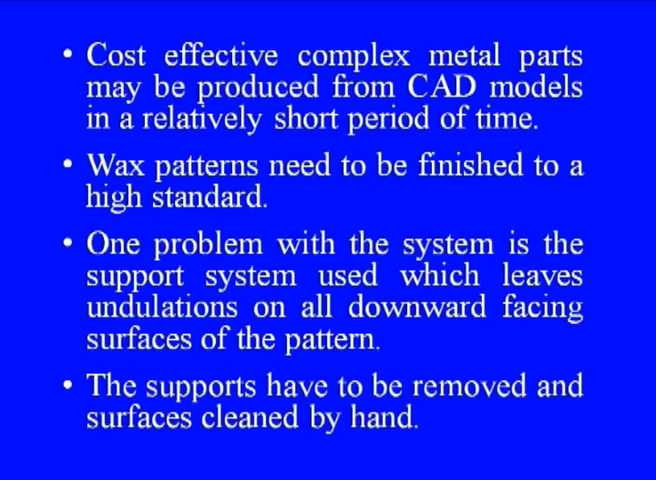 • Cost effective complex metal parts
may be produced from CAD models
in a relatively short period of time.
• Wax patterns need to be finished to a
high standard.
• One problem with the system is the
support system used which leaves
undulations on all downward facing
surfaces of the pattern.
• The supports have to be removed and
surfaces cleaned by hand.